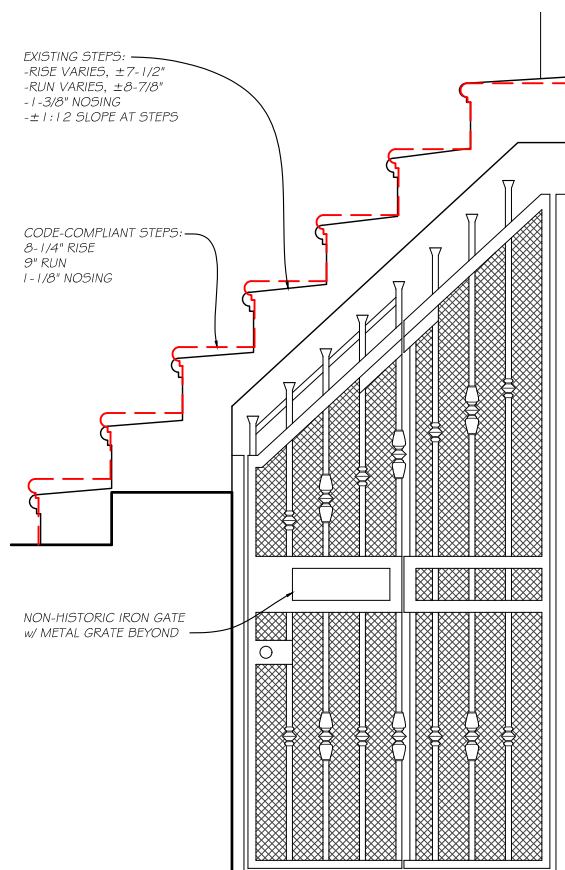 EXISTING STEPS:
-RISE VARIES, ±7-1/2"
-RUN VARIES, ±8-7/8"
-1-3/8" NOSING
-±1:12 SLOPE AT STEPS
CODE-COMPLIANT STEPS:
8-1/4" RISE
9" RUN
1-1/8" NOSING
NON-HISTORIC IRON GATE
w/ METAL GRATE BEYOND